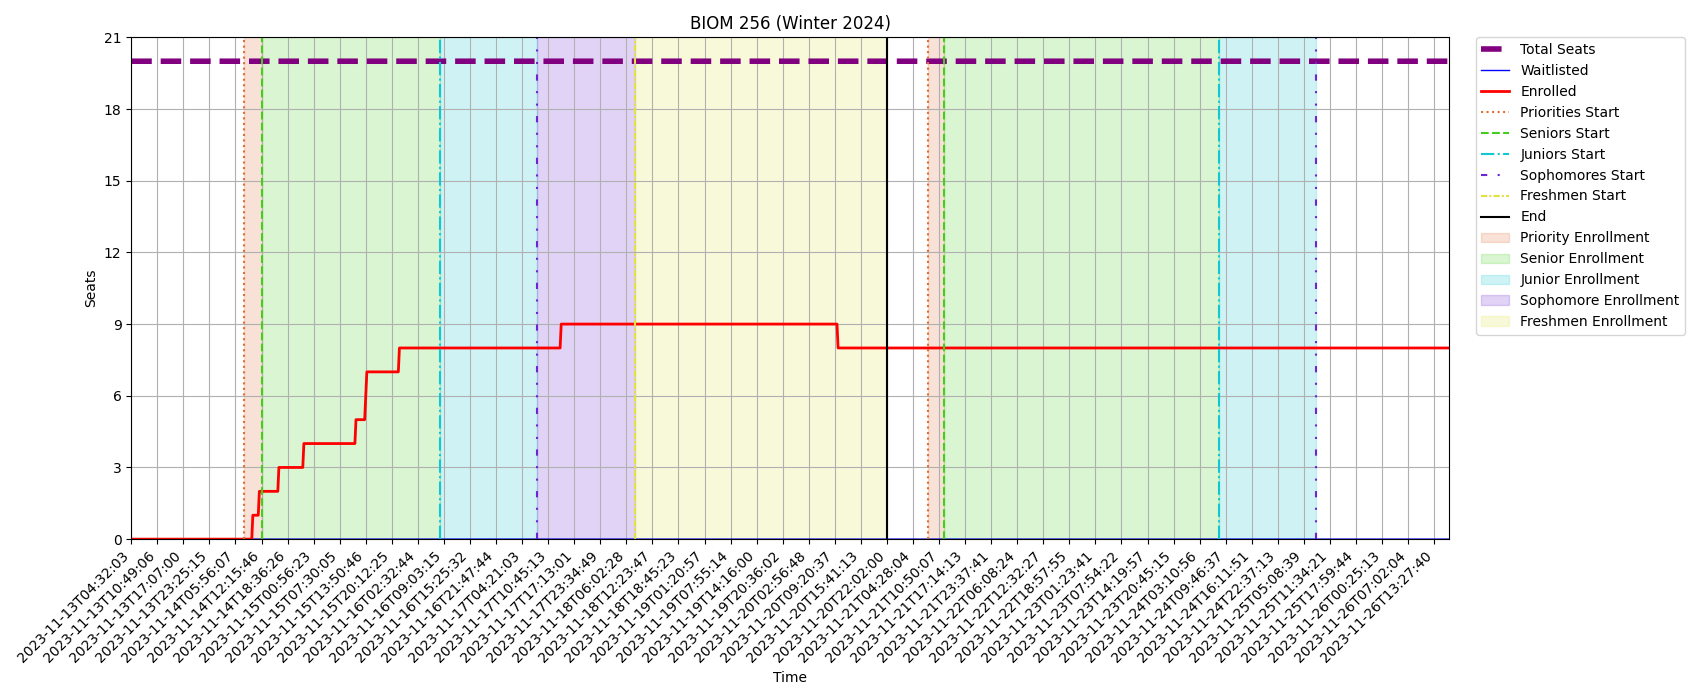 BIOM 256 (Winter 2024)
21
18
15
12
9
6
3
0
Seats
2023-11-13T04:32:03
2023-11-13T10:49:06
2023-11-13T17:07:00
2023-11-13T23:25:15
2023-11-14T05:56:07
2023-11-14T12:15:46
2023-11-14T18:36:26
2023-11-15T00:56:23
2023-11-15T07:30:05
2023-11-15T13:50:46
2023-11-15T20:12:25
2023-11-16T02:32:44
2023-11-16T09:03:15
2023-11-16T15:25:32
2023-11-16T21:47:44
2023-11-17T04:21:03
2023-11-17T10:45:13
2023-11-17T17:13:01
2023-11-17T23:34:49
2023-11-18T06:02:28
2023-11-18T12:23:47
2023-11-18T18:45:23
2023-11-19T01:20:57
2023-11-19T07:55:14
2023-11-19T14:16:00
2023-11-19T20:36:02
2023-11-20T02:56:48
2023-11-20T09:20:37
2023-11-20T15:41:13
2023-11-20T22:02:00
2023-11-21T04:28:04
2023-11-21T10:50:07
2023-11-21T17:14:13
2023-11-21T23:37:41
2023-11-22T06:08:24
2023-11-22T12:32:27
2023-11-22T18:57:55
2023-11-23T01:23:41
2023-11-23T07:54:22
2023-11-23T14:19:57
2023-11-23T20:45:15
2023-11-24T03:10:56
2023-11-24T09:46:37
2023-11-24T16:11:51
2023-11-24T22:37:13
2023-11-25T05:08:39
2023-11-25T11:34:21
2023-11-25T17:59:44
2023-11-26T00:25:13
2023-11-26T07:02:04
2023-11-26T13:27:40
Time
Total Seats
Waitlisted
Enrolled
Priorities Start
Seniors Start
Juniors Start
Sophomores Start
Freshmen Start
End
Priority Enrollment
Senior Enrollment
Junior Enrollment
Sophomore Enrollment
Freshmen Enrollment